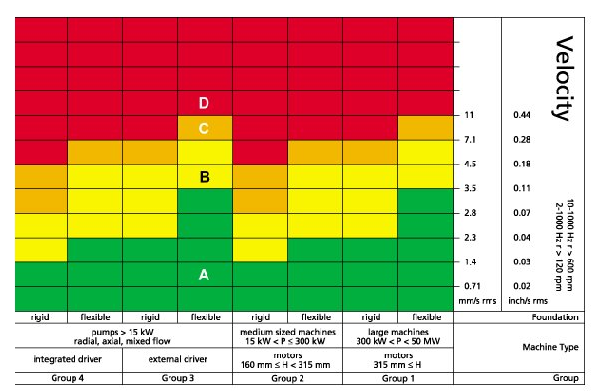 D
C
B
A
Velocity
10-1000 Hz r > 600 rpm
2-1000 Hz r > 120 rpm
11 0.44
7.1 0.28
4.5 0.18
3.5 0.11
2.8 0.07
2.3 0.04
1.4 0.03
0.71 0.02
mm/s rms inch/s rms
rigid flexible rigid flexible rigid flexible rigid flexible Foundation
pumps > 15 kW
radial, axial, mixed flow
medium sized machines
15 kW < P ≤ 300 kW
large machines
300 kW < P < 50 MW
Machine Type
integrated driver external driver
motors
160 mm ≤ H < 315 mm
motors
315 mm ≤ H
Group 4 Group 3 Group 2 Group 1 Group